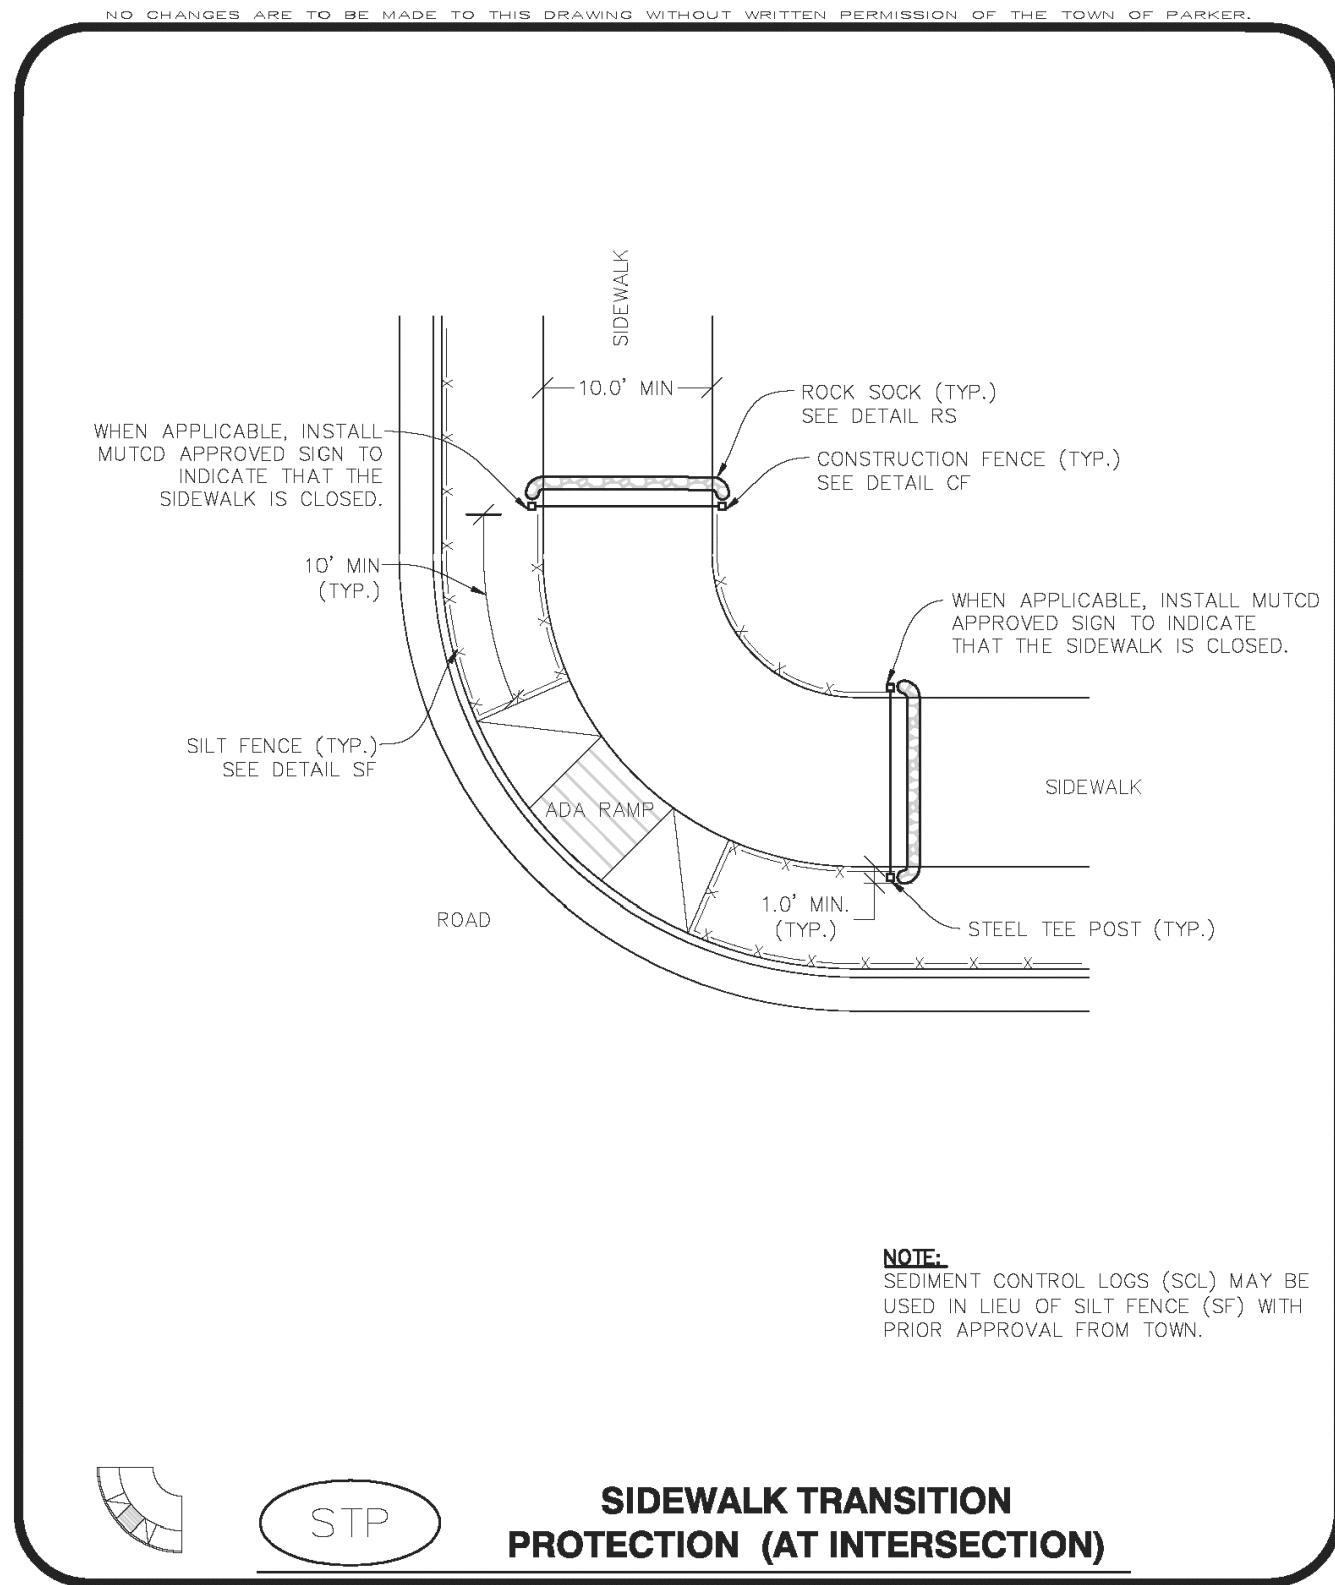 NO CHANGES ARE TO BE MADE TO THIS DRAWING WITHOUT WRITTEN PERMISSION OF THE TOWN OF PARKER.
SIDEWALK
10.0' MIN
ROCK SOCK (TYP.)
SEE DETAIL RS
WHEN APPLICABLE, INSTALL
MUTCD APPROVED SIGN TO
INDICATE THAT THE
SIDEWALK IS CLOSED.
CONSTRUCTION FENCE (TYP.)
SEE DETAIL CF
10' MIN
(TYP.)
WHEN APPLICABLE, INSTALL MUTCD
APPROVED SIGN TO INDICATE
THAT THE SIDEWALK IS CLOSED.
SILT FENCE (TYP.)
SEE DETAIL SF
SIDEWALK
ADA RAMP
ROAD
1.0' MIN.
(TYP.)
STEEL TEE POST (TYP.)
NOTE:
SEDIMENT CONTROL LOGS (SCL) MAY BE
USED IN LIEU OF SILT FENCE (SF) WITH
PRIOR APPROVAL FROM TOWN.
STP
SIDEWALK TRANSITION
PROTECTION (AT INTERSECTION)